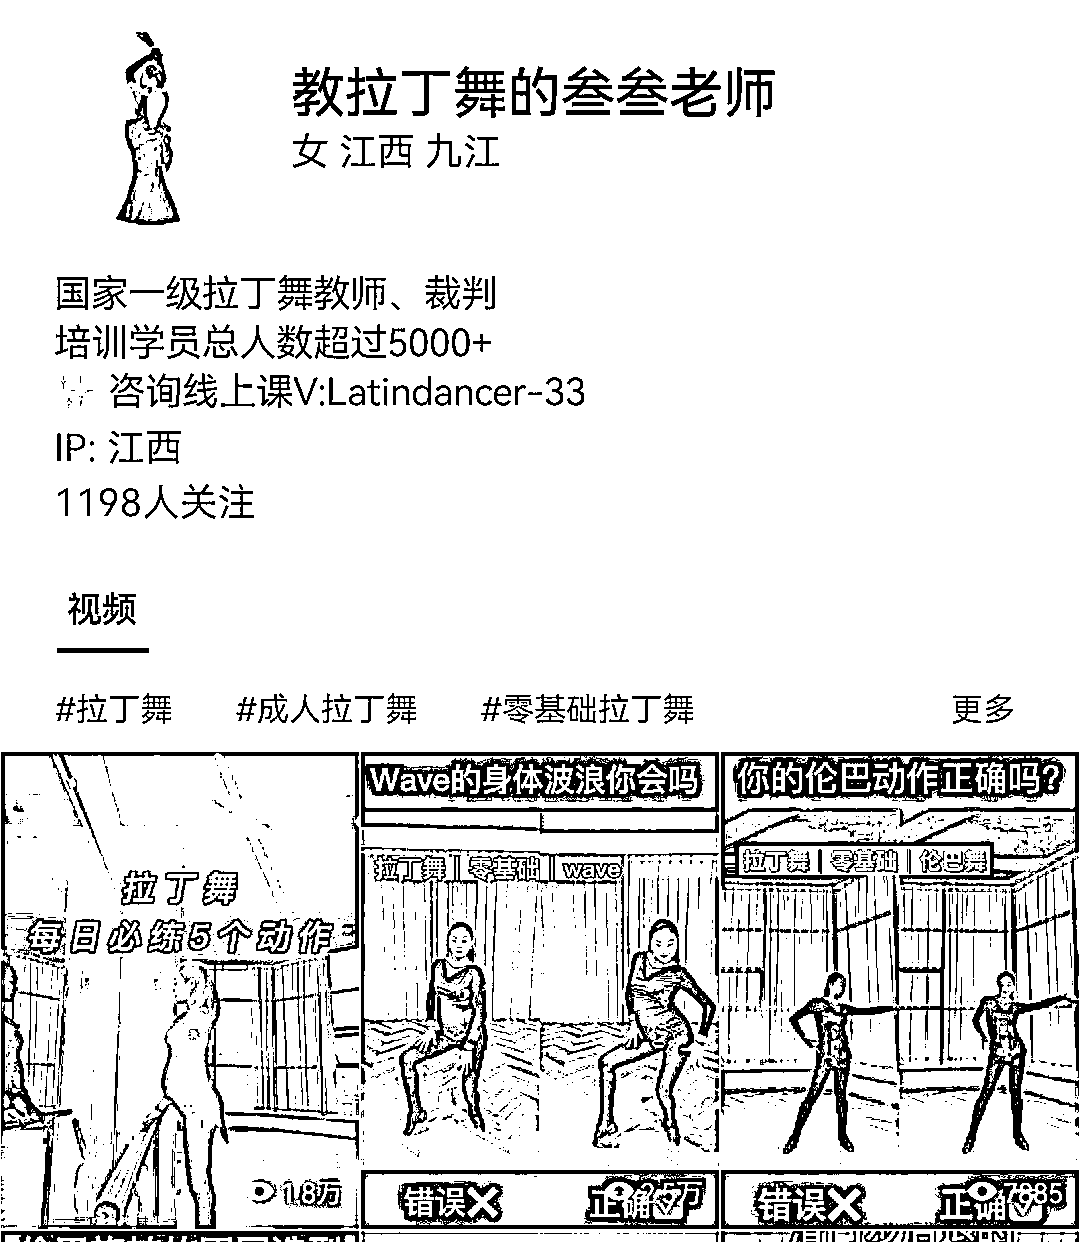 教拉丁舞的叁叁老师
女 江西 九江
国家一级拉丁舞教师、裁判
培训学员总人数超过5000+
咨询线上课V:Latindancer-33
IP: 江西
1198人关注
视频
#拉丁舞 #成人拉丁舞 #零基础拉丁舞 更多
拉丁舞
每日必练5个动作
1.8万
Wave的身体波浪你会吗
拉丁舞 | 零基础 | wave
错误 正确
你的伦巴动作正确吗?
拉丁舞 | 零基础 | 伦巴舞
错误 正确
7885